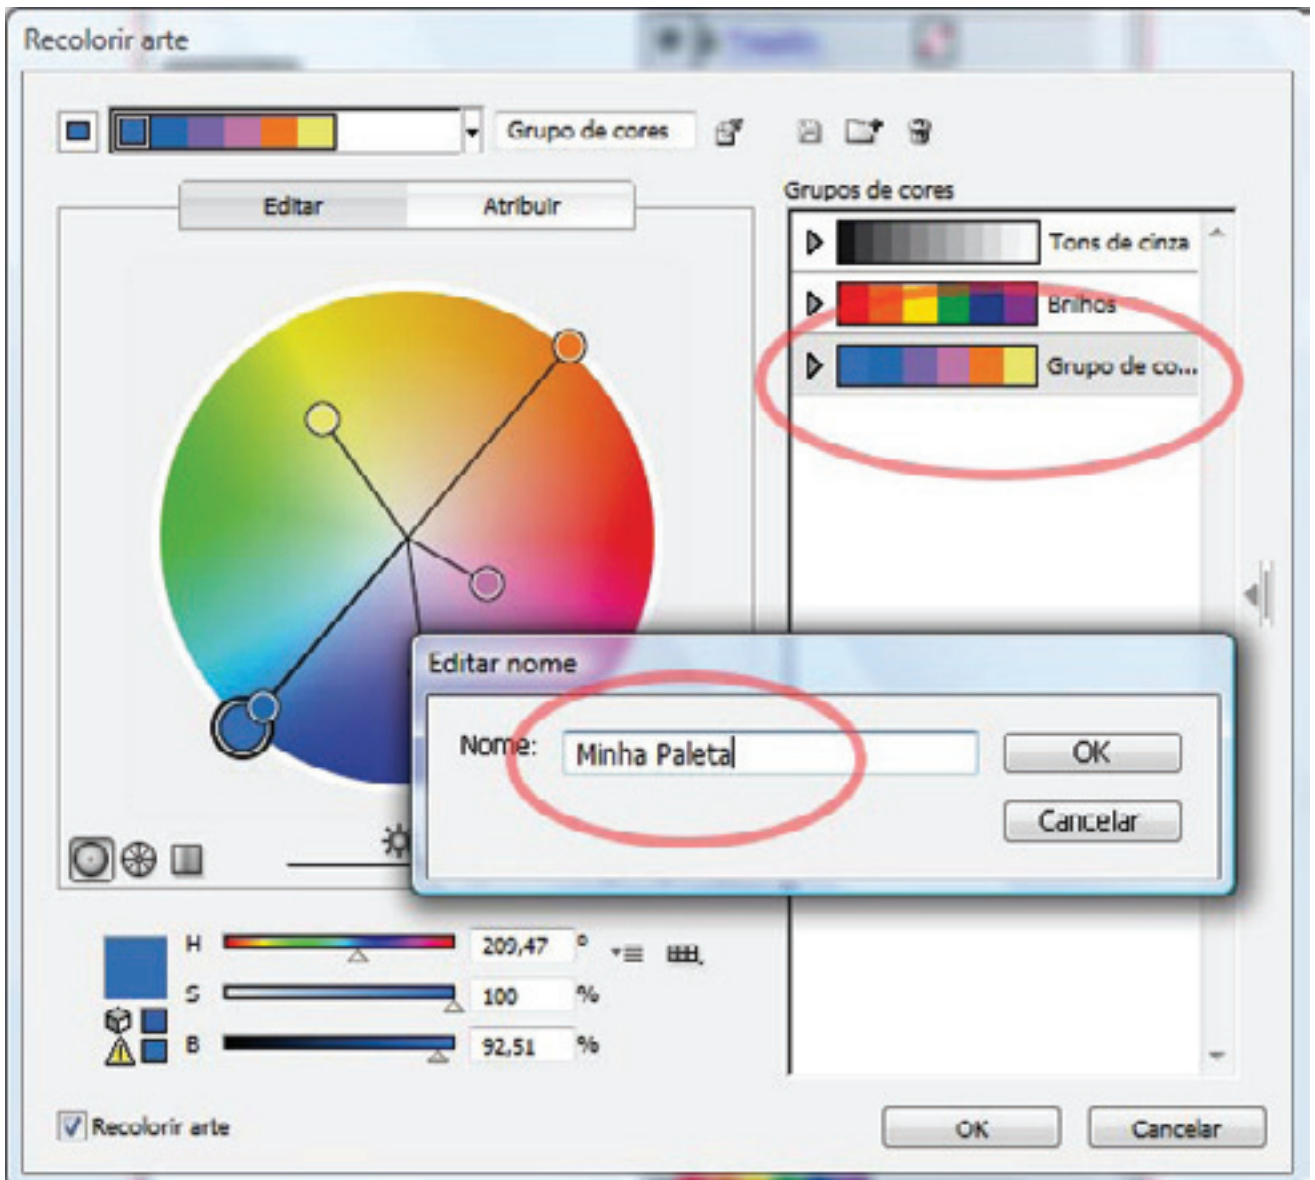 Recolorir arte
Grupo de cores
Editar
Atribuir
Grupos de cores
Tons de cinza
Brilhos
Grupo de co...
Editar nome
Nome:
Minha Paleta
OK
Cancelar
H
209,47
°
S
100
%
B
92,51
%
Recolorir arte
OK
Cancelar